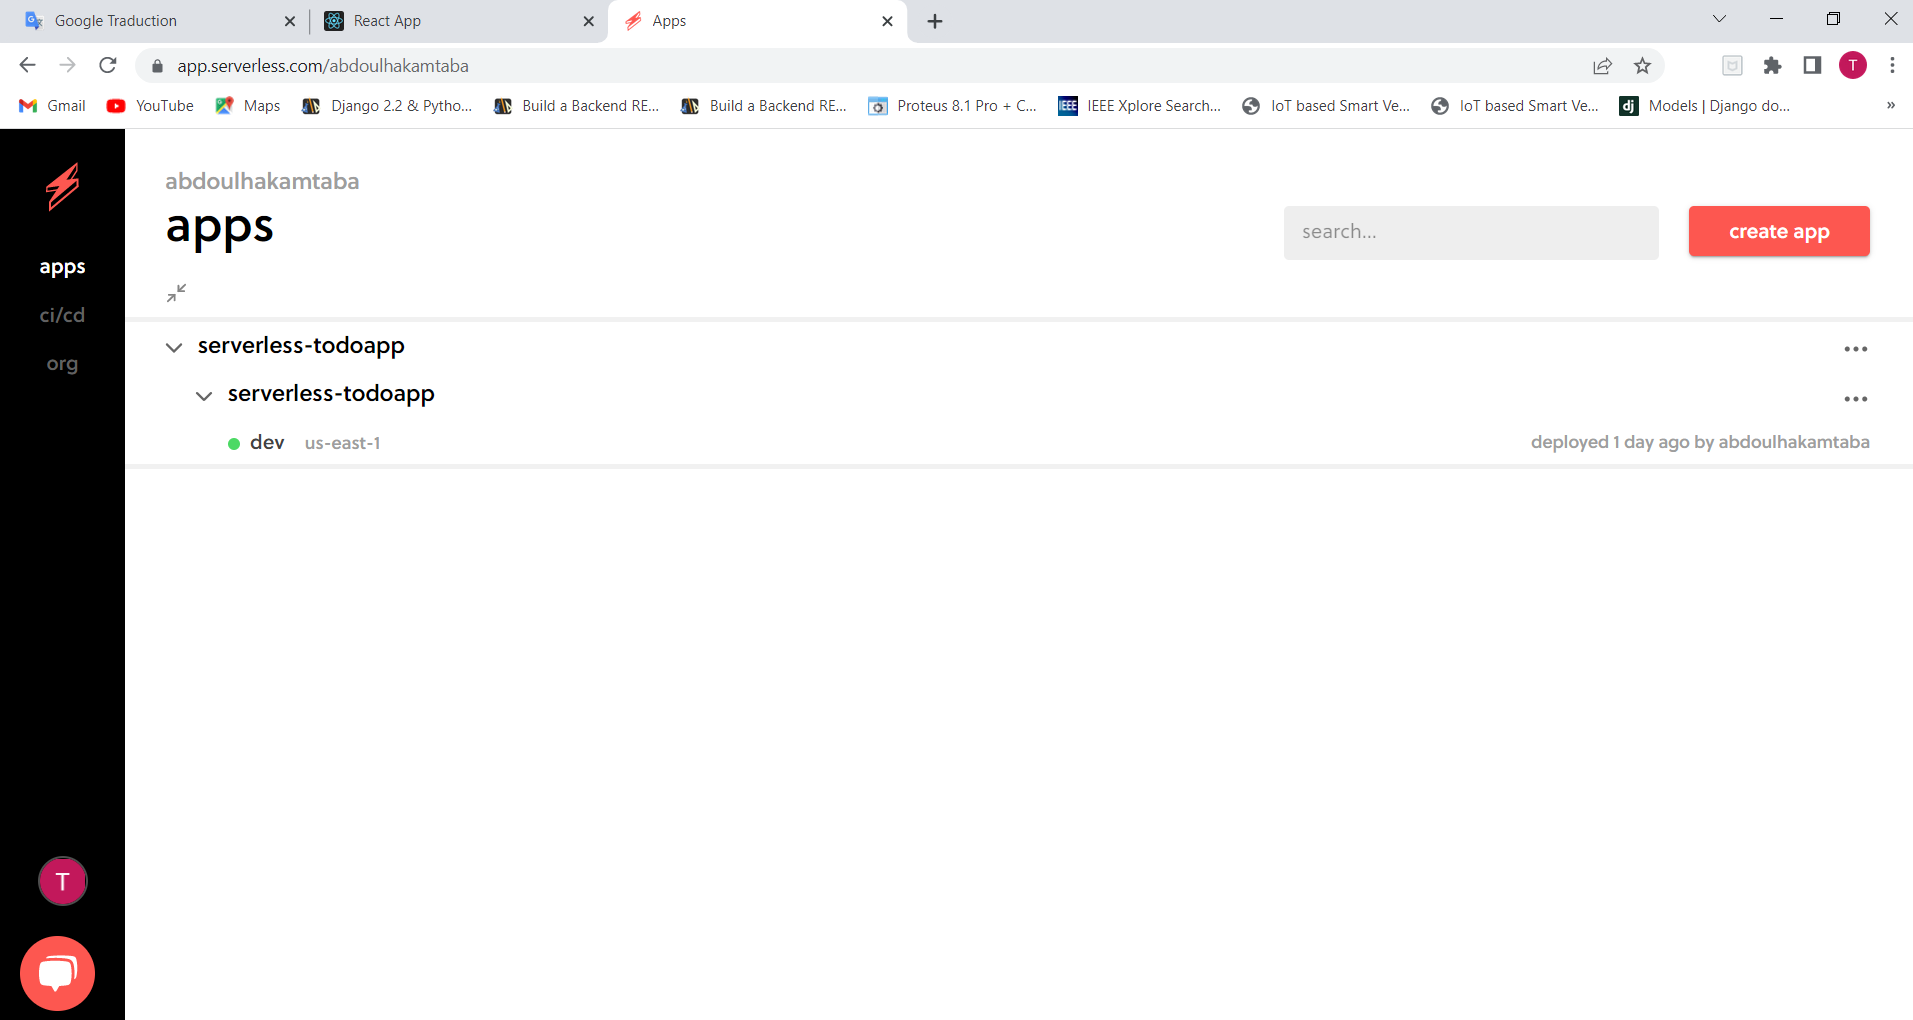 Google Traduction
React App
Apps
app.serverless.com/abdoulhakamtaba
T
Gmail
YouTube
Maps
Django 2.2 & Pytho...
Build a Backend RE...
Build a Backend RE...
Proteus 8.1 Pro + C...
IEEE
IEEE Xplore Search...
IoT based Smart Ve...
IoT based Smart Ve...
dj
Models | Django do...
»
abdoulhakamtaba
apps
search...
create app
apps
ci/cd
org
serverless-todoapp
serverless-todoapp
dev us-east-1
deployed 1 day ago by abdoulhakamtaba
T